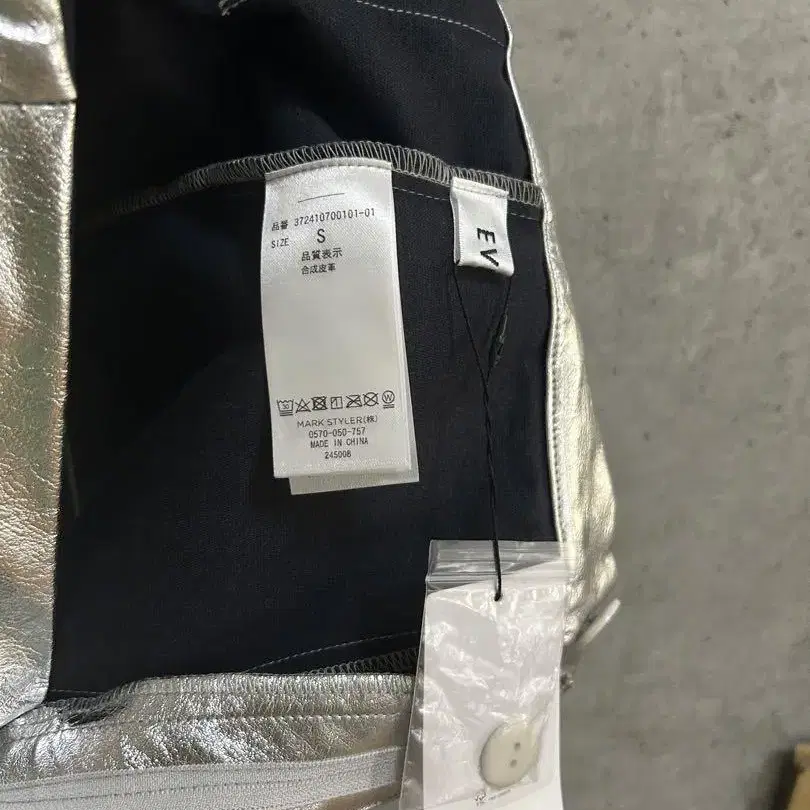 品番 372410700101-01
SIZE S
品質表示
合成皮革
30
W
MARK STYLER(株)
0570-050-757
MADE IN CHINA
245008
EV